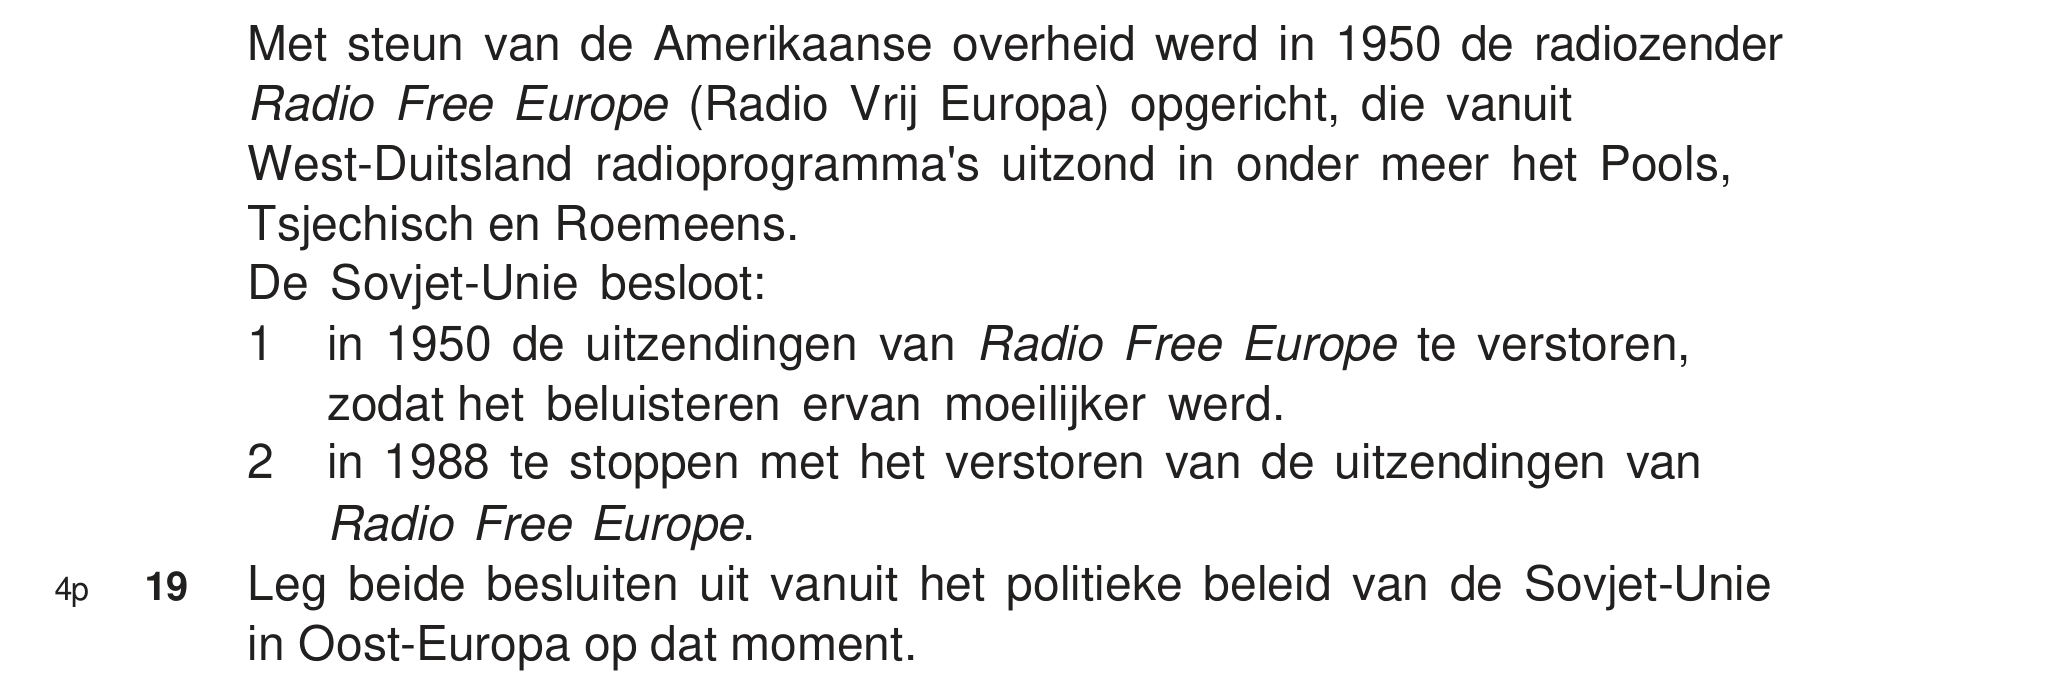 Met steun van de Amerikaanse overheid werd in 1950 de radiozender
Radio Free Europe (Radio Vrij Europa) opgericht, die vanuit
West-Duitsland radioprogramma's uitzond in onder meer het Pools,
Tsjechisch en Roemeens.
De Sovjet-Unie besloot:
1 in 1950 de uitzendingen van Radio Free Europe te verstoren,
zodat het beluisteren ervan moeilijker werd.
2 in 1988 te stoppen met het verstoren van de uitzendingen van
Radio Free Europe.
4p 19 Leg beide besluiten uit vanuit het politieke beleid van de Sovjet-Unie
in Oost-Europa op dat moment.